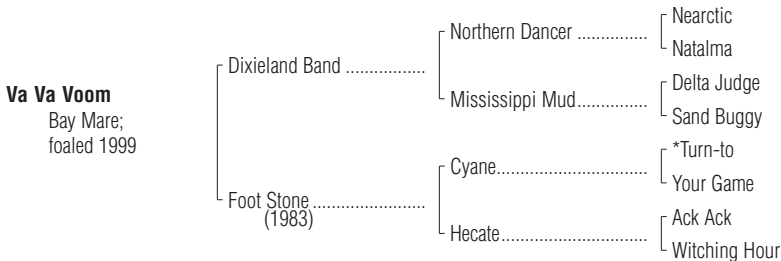 Nearctic
Northern Dancer ...............
Natalma
Dixieland Band .................
Delta Judge
Mississippi Mud...............
Sand Buggy
Va Va Voom
Bay Mare;
foaled 1999
*Turn-to
Cyane................................
Your Game
Foot Stone ........................
(1983)
Ack Ack
Hecate...............................
Witching Hour